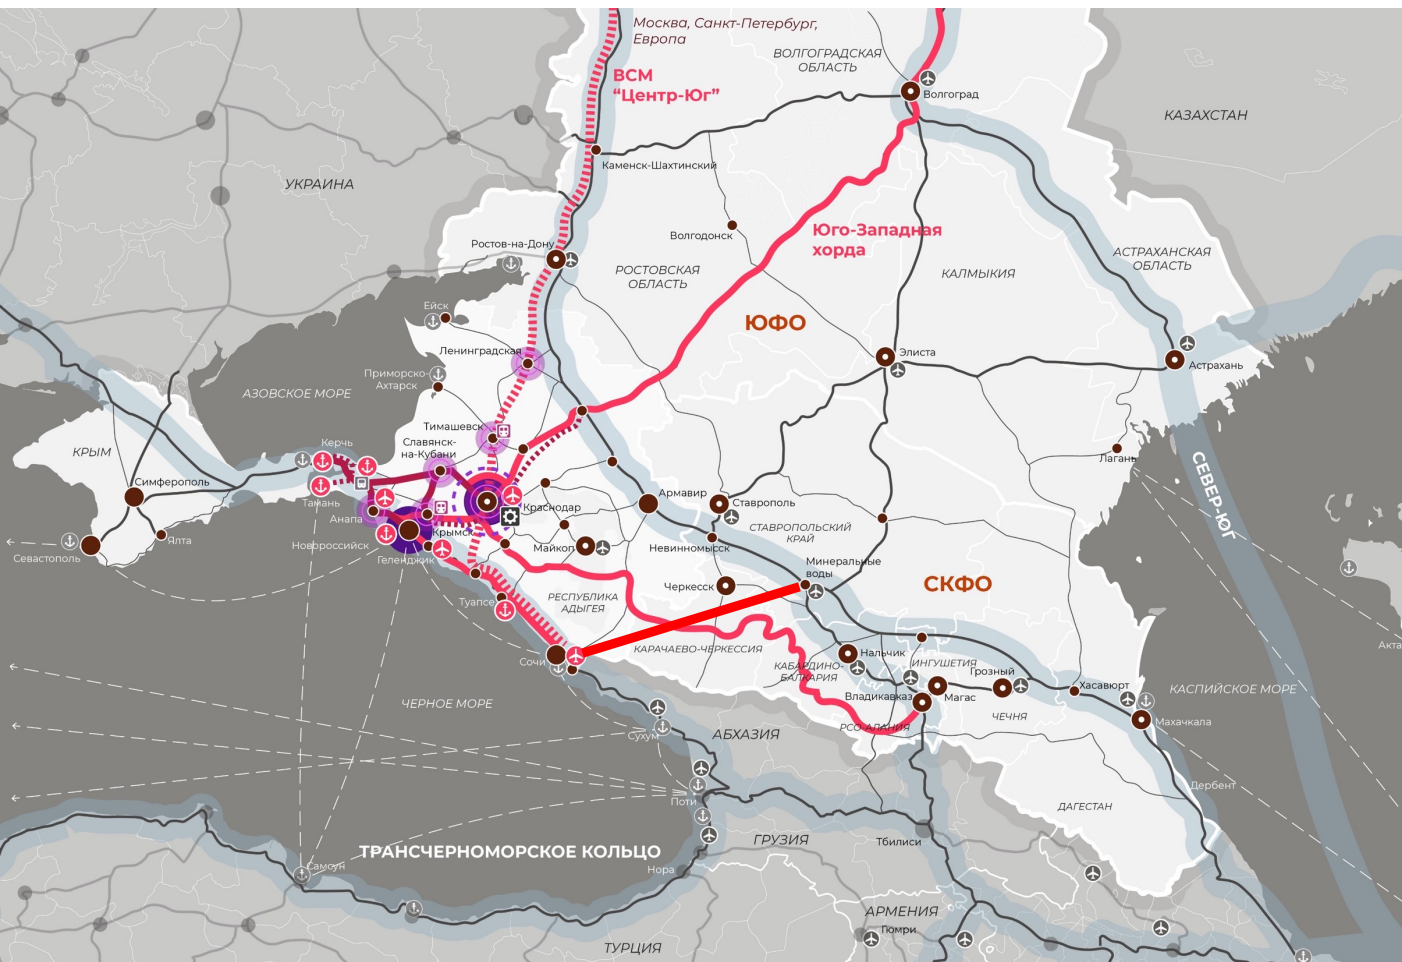 Москва, Санкт-Петербург,
Европа
ВСМ
“Центр-Юг”
ВОЛГОГРАДСКАЯ
ОБЛАСТЬ
Волгоград
КАЗАХСТАН
Каменск-Шахтинский
УКРАИНА
Волгодонск
Юго-Западная
хорда
Ростов-на-Дону
РОСТОВСКАЯ
ОБЛАСТЬ
КАЛМЫКИЯ
АСТРАХАНСКАЯ
ОБЛАСТЬ
Ейск
ЮФО
Ленинградская
Элиста
Астрахань
Приморско-
Ахтарск
АЗОВСКОЕ МОРЕ
Тимашевск
Славянск-
на-Кубани
Керчь
КРЫМ
Лагань
СЕВЕР-ЮГ
Симферополь
Тамань
Анапа
Краснодар
Армавир
Ставрополь
СТАВРОПОЛЬСКИЙ
КРАЙ
Крымск
Ялта
Севастополь
Новороссийск
Геленджик
Майкоп
Невинномысск
Минеральные
воды
Черкесск
СКФО
Туапсе
РЕСПУБЛИКА
АДЫГЕЯ
Сочи
КАРАЧАЕВО-ЧЕРКЕССИЯ
КАБАРДИНО-
БАЛКАРИЯ
Нальчик
ИНГУШЕТИЯ
Грозный
Хасавюрт
Акта
КАСПИЙСКОЕ МОРЕ
Владикавказ
Магас
ЧЕЧНЯ
Махачкала
РСО-АЛАНИЯ
ЧЕРНОЕ МОРЕ
Сухум
АБХАЗИЯ
Дербент
Поти
ДАГЕСТАН
ГРУЗИЯ
Тбилиси
ТРАНСЧЕРНОМОРСКОЕ КОЛЬЦО
Самсун
Нора
АРМЕНИЯ
Гюмри
ТУРЦИЯ